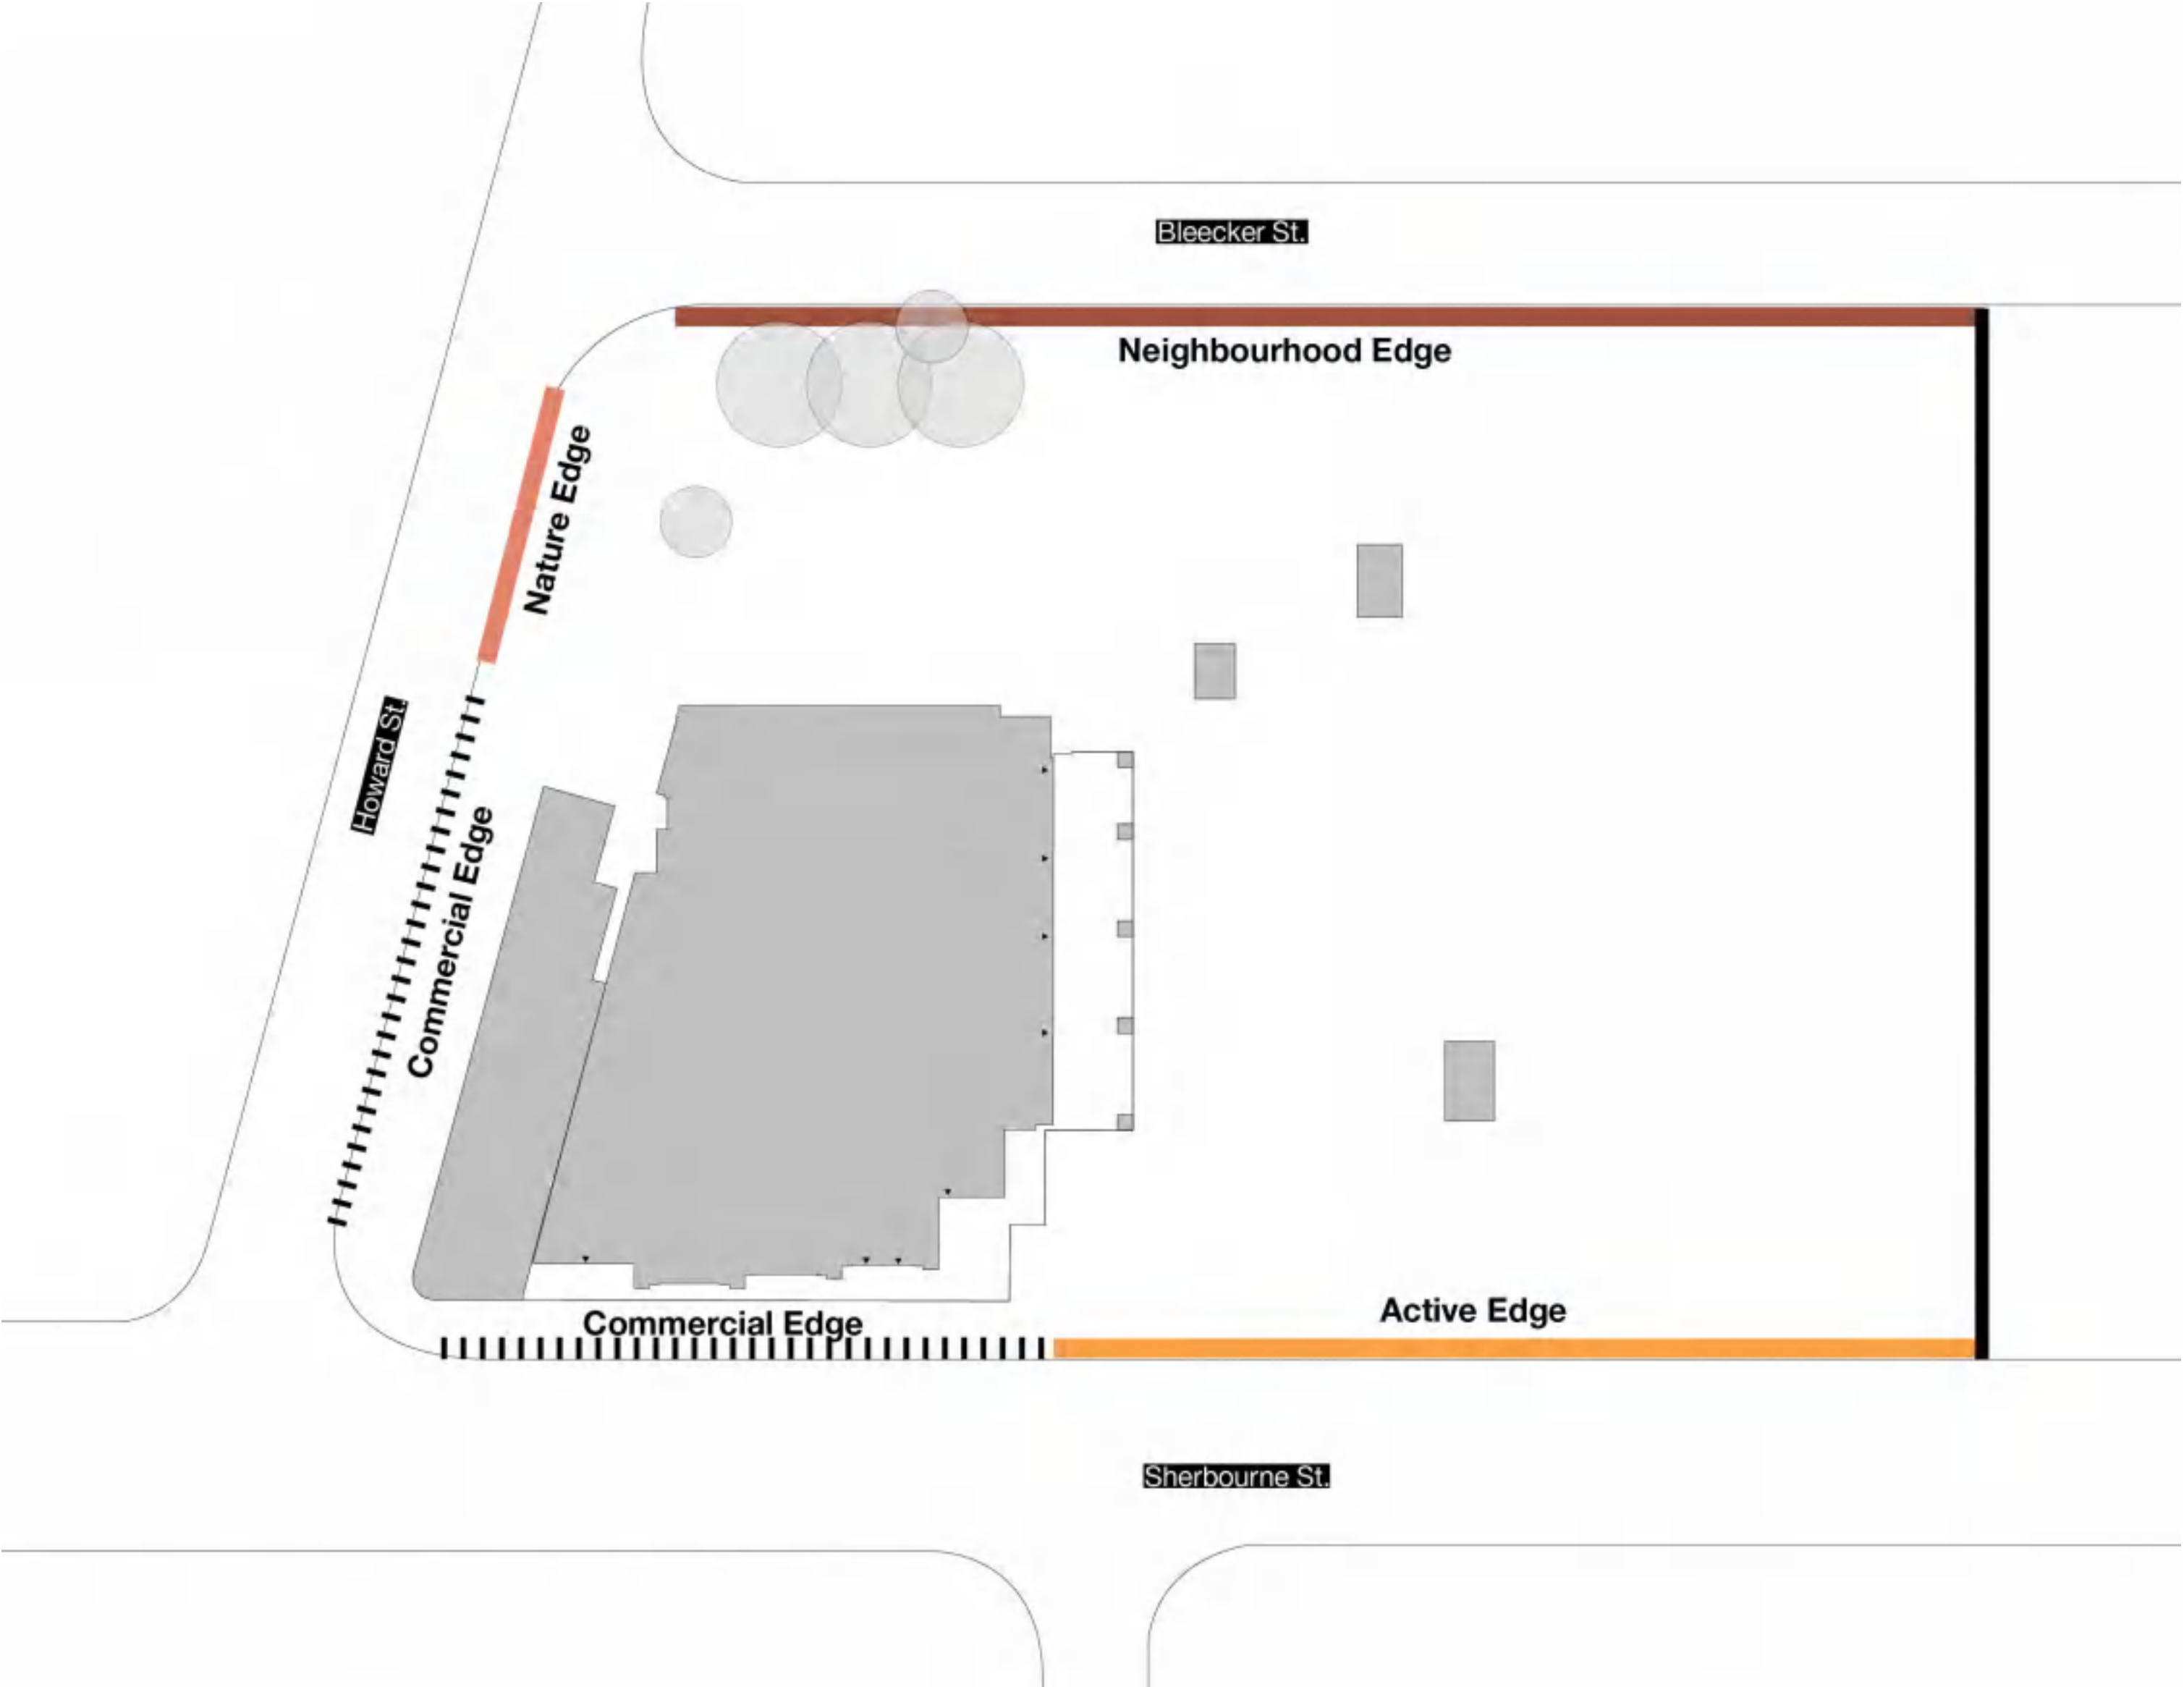 Bleecker St.
Neighbourhood Edge
Nature Edge
Howard St.
Commercial Edge
Active Edge
Commercial Edge
Sherbourne St.